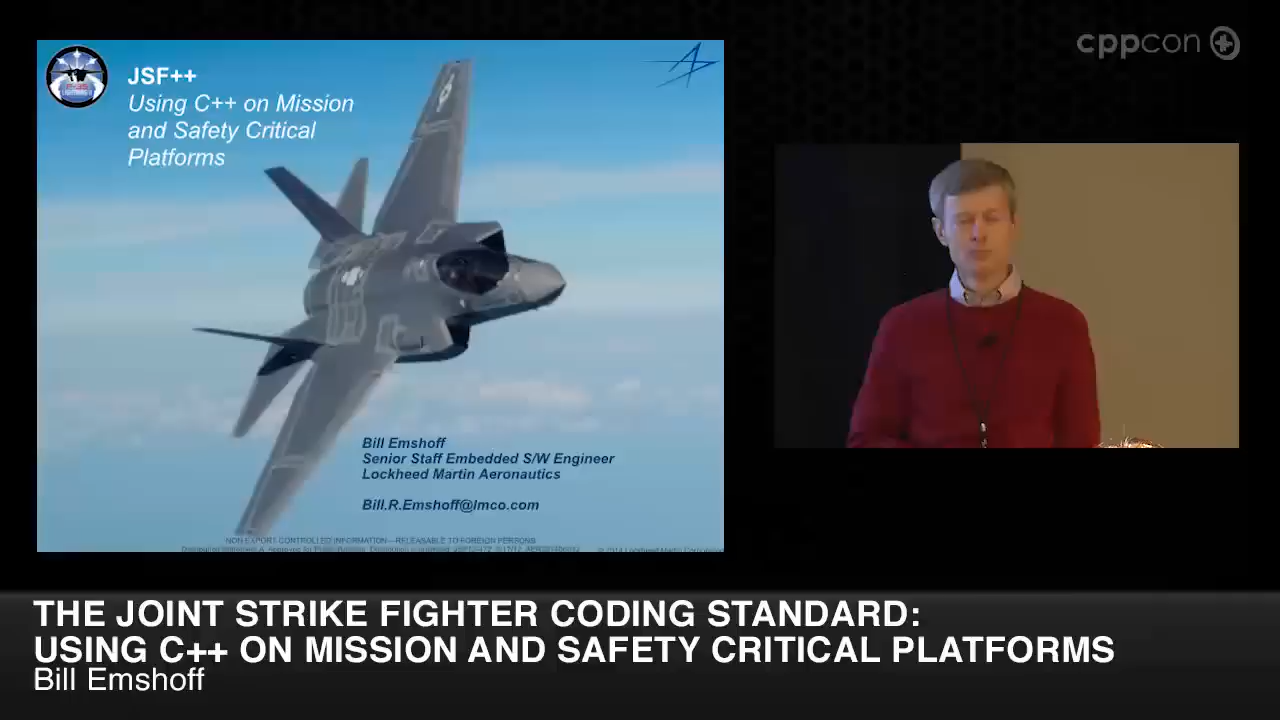 cppcon
JSF++
Using C++ on Mission
and Safety Critical
Platforms
Bill Emshoff
Senior Staff Embedded S/W Engineer
Lockheed Martin Aeronautics
Bill.R.Emshoff@lmco.com
NON EXPORT CONTROLLED INFORMATION – RELEASABLE TO FOREIGN PERSONS
THE JOINT STRIKE FIGHTER CODING STANDARD:
USING C++ ON MISSION AND SAFETY CRITICAL PLATFORMS
Bill Emshoff